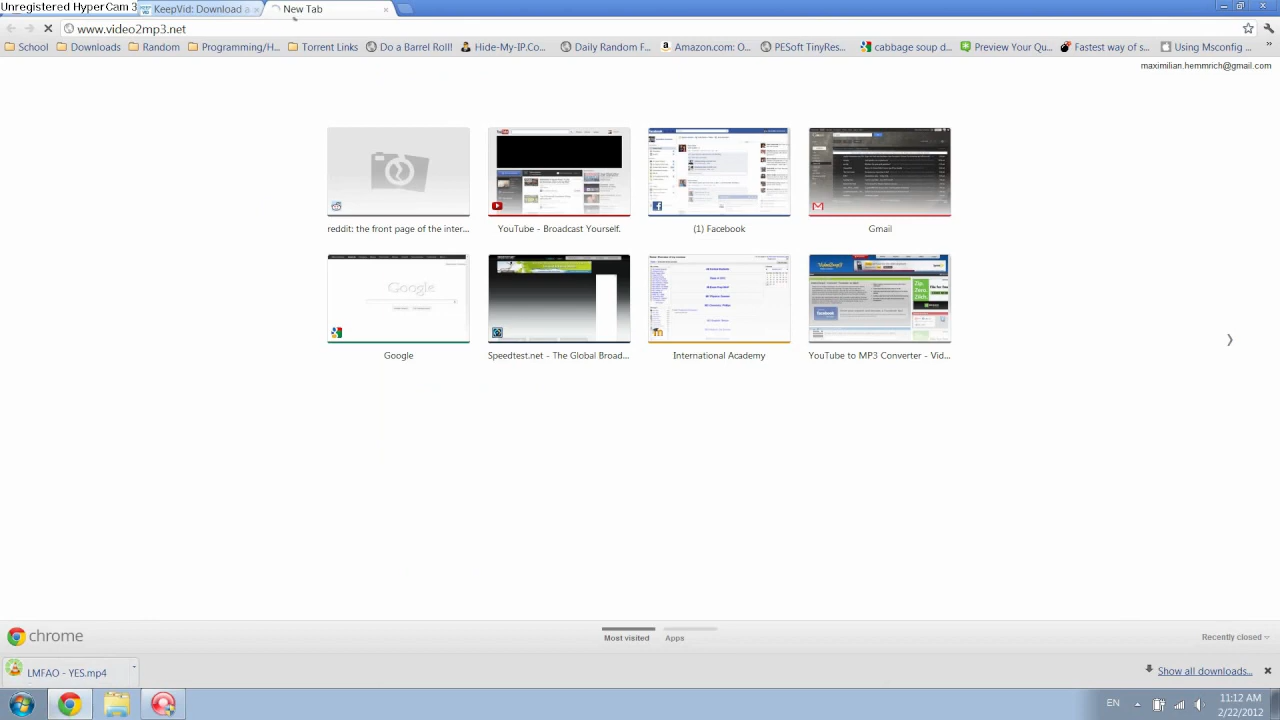 Unregistered HyperCam 3
KeepVid: Download a
New Tab
www.video2mp3.net
School
Downloads
Random
Programming/H...
Torrent Links
Do a Barrel Roll!
Hide-My-IP.Co...
Daily Random F...
Amazon.com: O...
PESoft TinyRes...
cabbage soup d...
Preview Your Qu...
Fastest way of s...
Using Msconfig ...
maximilian.hemmrich@gmail.com
reddit: the front page of the inter...
YouTube - Broadcast Yourself.
(1) Facebook
Gmail
Google
Speedtest.net - The Global Broad...
International Academy
YouTube to MP3 Converter - Vid...
chrome
Most visited
Apps
Recently closed
LMFAO - YES.mp4
Show all downloads...
EN
11:12 AM
2/22/2012